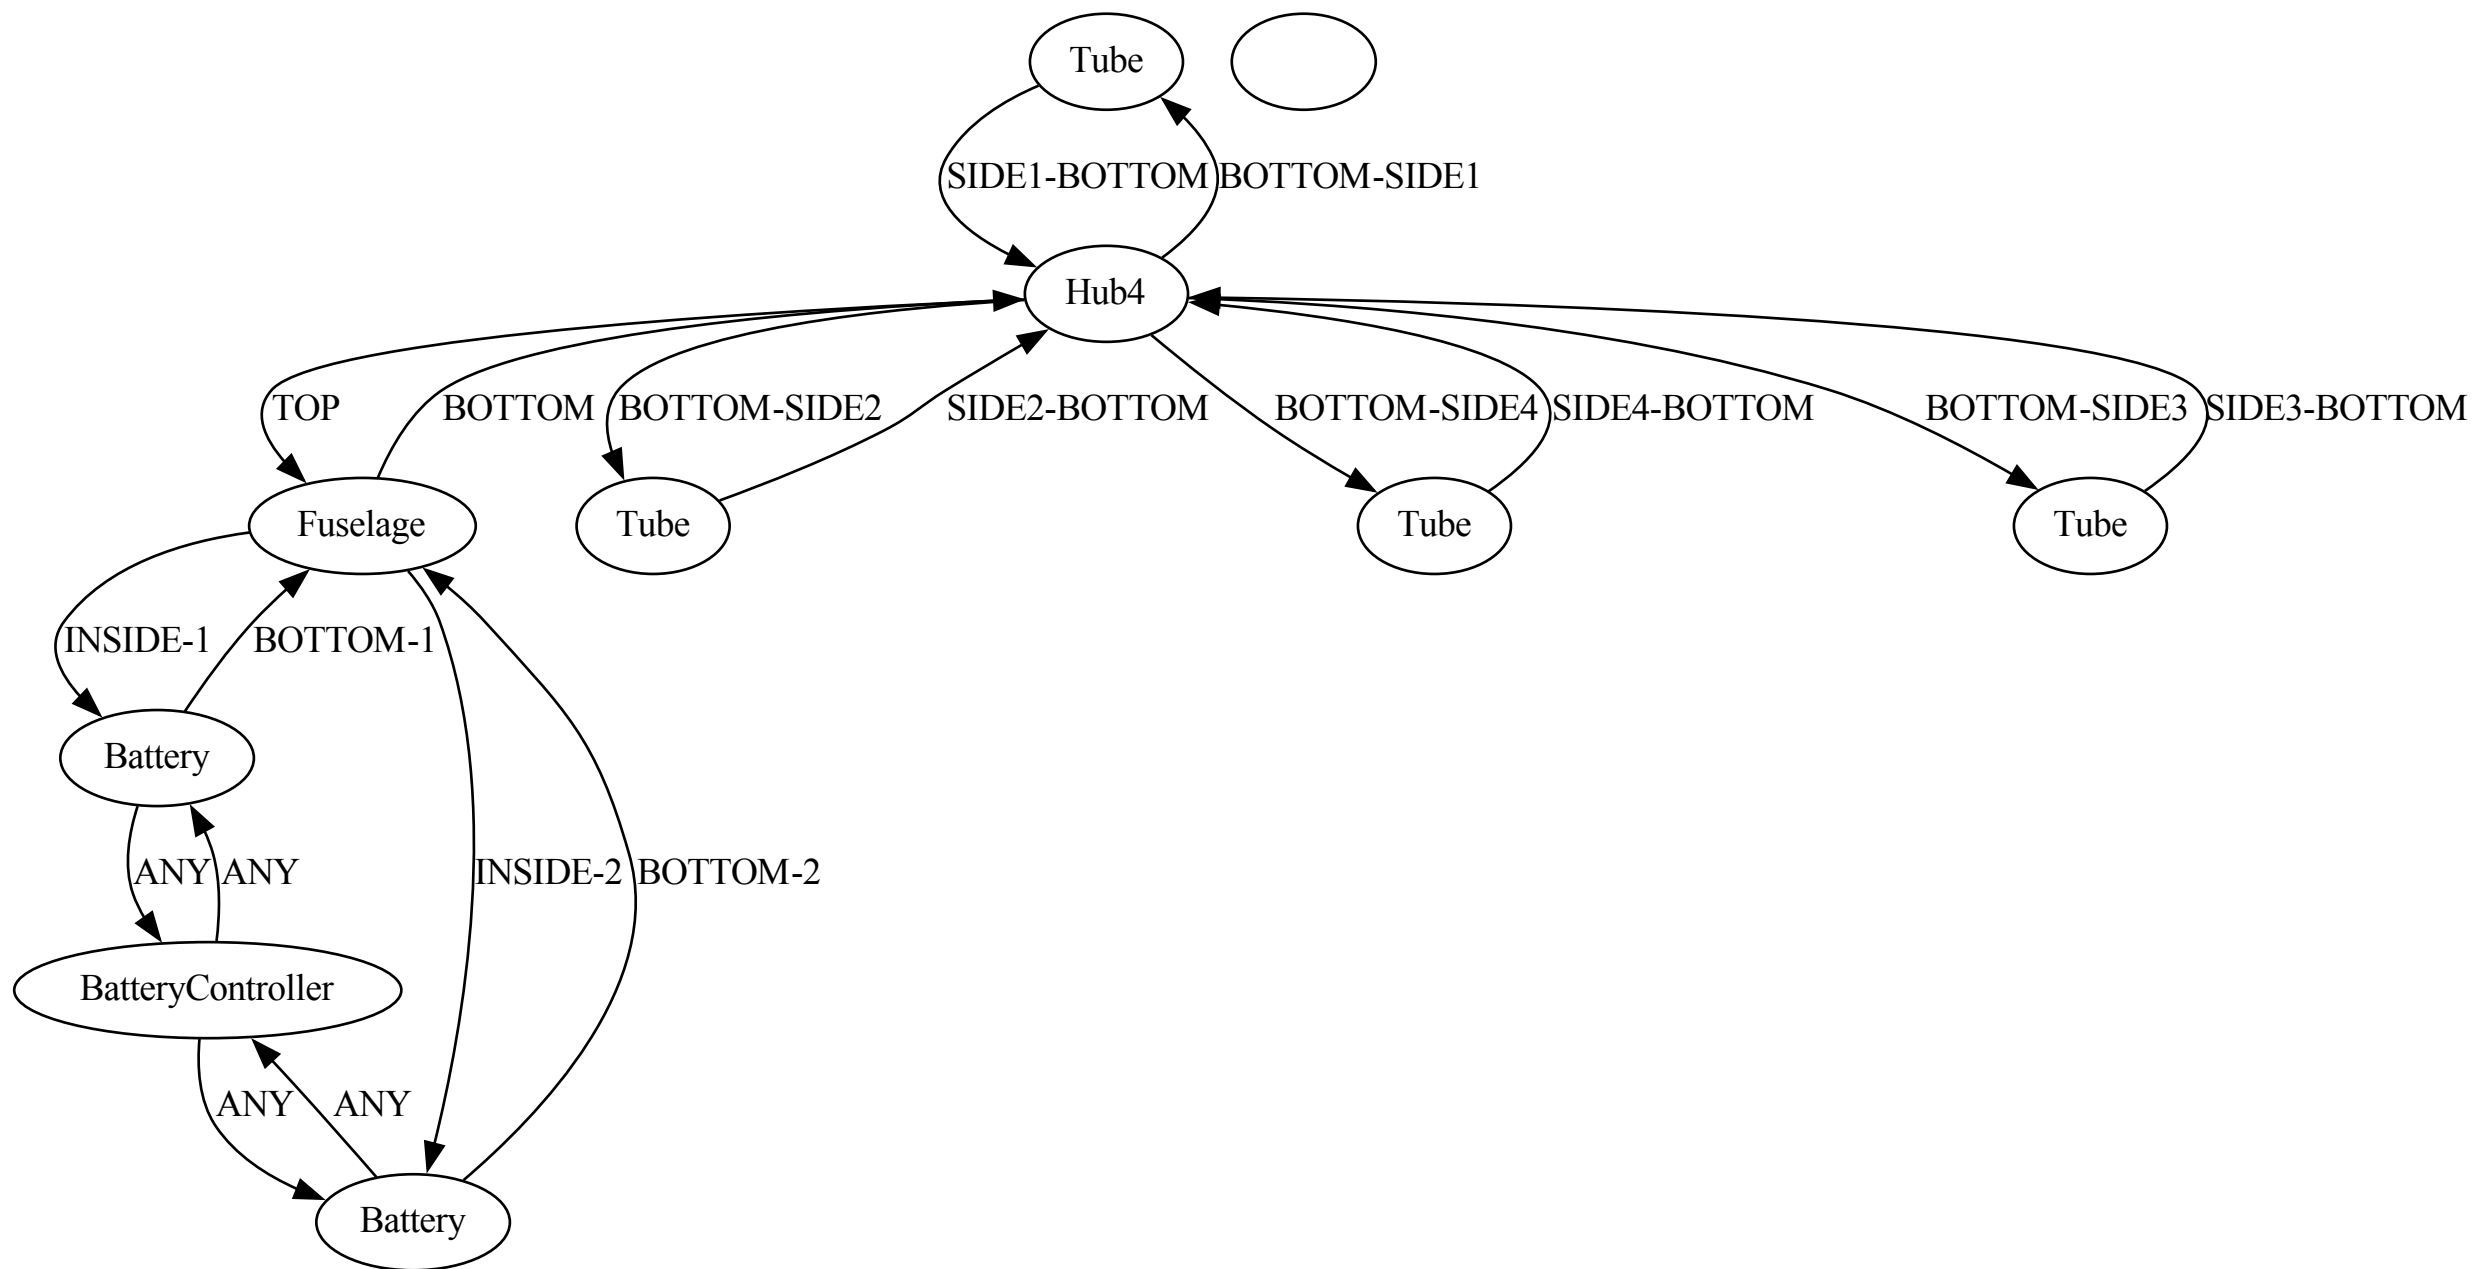 Tube
SIDE1-BOTTOM
BOTTOM-SIDE1
Hub4
TOP
BOTTOM
BOTTOM-SIDE2
SIDE2-BOTTOM
BOTTOM-SIDE4
SIDE4-BOTTOM
BOTTOM-SIDE3
SIDE3-BOTTOM
Fuselage
Tube
Tube
Tube
INSIDE-1
BOTTOM-1
Battery
ANY
ANY
INSIDE-2
BOTTOM-2
BatteryController
ANY
ANY
Battery